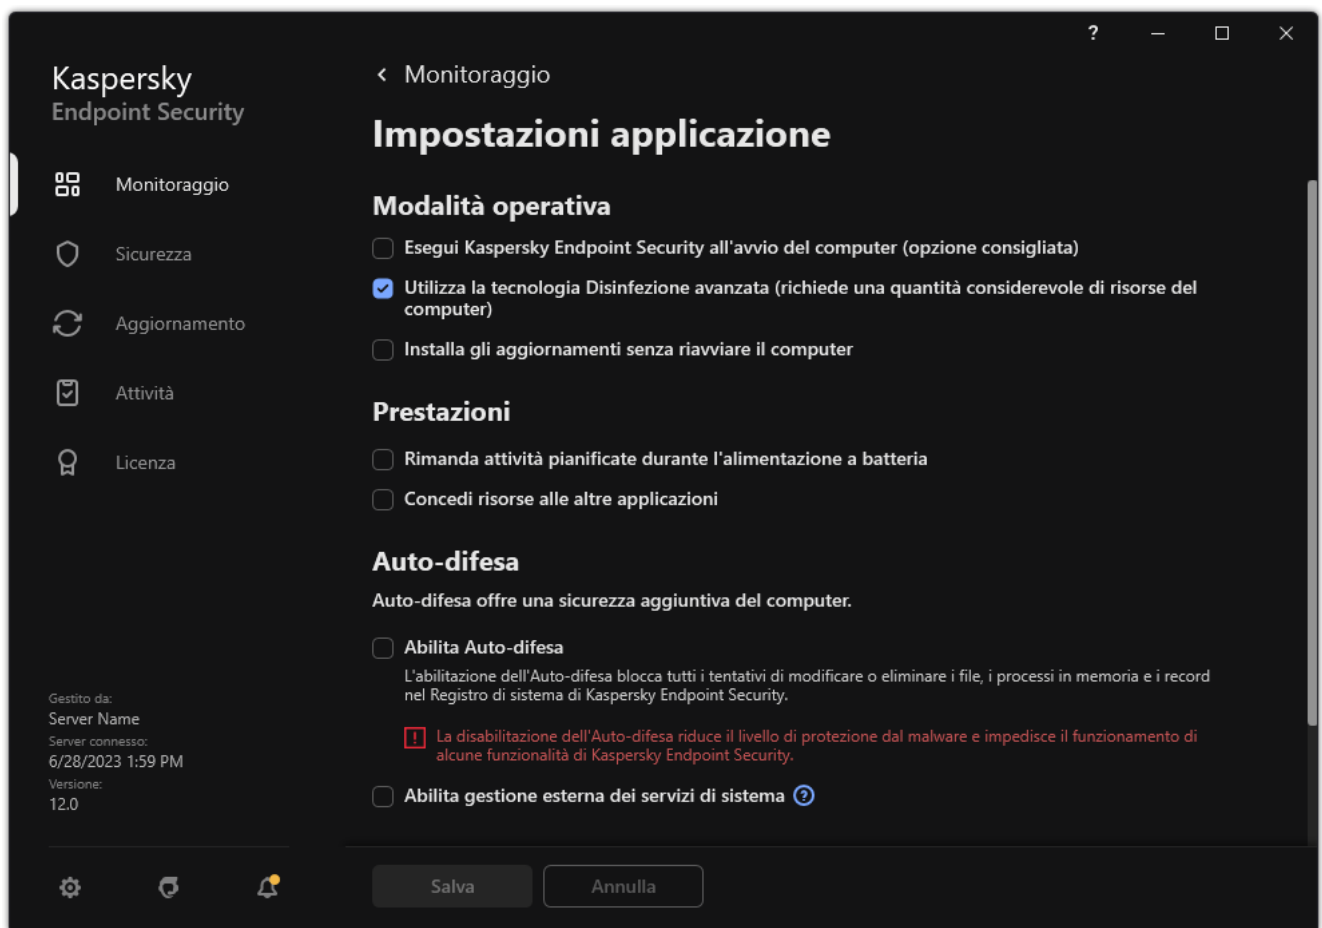 Kaspersky
Endpoint Security
Monitoraggio
Sicurezza
Aggiornamento
Attività
Licenza
Gestito da:
Server Name
Server connesso:
6/28/2023 1:59 PM
Versione:
12.0
?
Monitoraggio
Impostazioni applicazione
Modalità operativa
Esegui Kaspersky Endpoint Security all'avvio del computer (opzione consigliata)
Utilizza la tecnologia Disinfezione avanzata (richiede una quantità considerevole di risorse del
computer)
Installa gli aggiornamenti senza riavviare il computer
Prestazioni
Rimanda attività pianificate durante l'alimentazione a batteria
Concedi risorse alle altre applicazioni
Auto-difesa
Auto-difesa offre una sicurezza aggiuntiva del computer.
Abilita Auto-difesa
L'abilitazione dell'Auto-difesa blocca tutti i tentativi di modificare o eliminare i file, i processi in memoria e i record
nel Registro di sistema di Kaspersky Endpoint Security.
La disabilitazione dell'Auto-difesa riduce il livello di protezione dal malware e impedisce il funzionamento di
alcune funzionalità di Kaspersky Endpoint Security.
Abilita gestione esterna dei servizi di sistema ?
Salva
Annulla